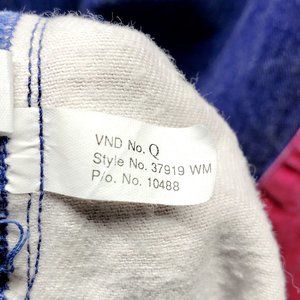 VND No. Q
Style No. 37919 WM
P/o. No. 10488